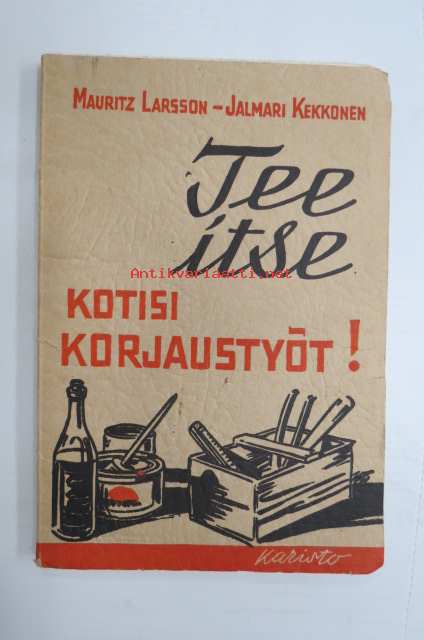 MAURITZ LARSSON – JALMARI KEKKONEN
Tee
itse
Antikvariaatti.net
KOTISI
KORJAUSTYÖT!
Karisto